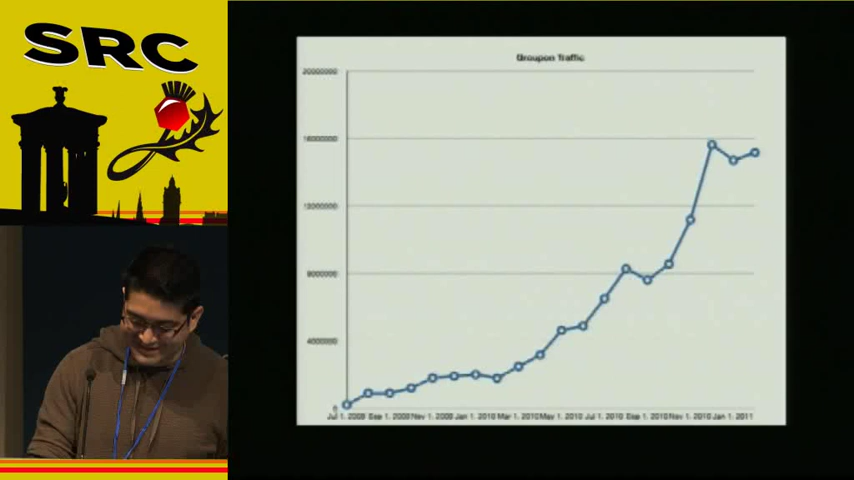 SRC
Groupon Traffic
20000000
16000000
12000000
8000000
4000000
0
Jul 1, 2009 Sep 1, 2009 Nov 1, 2009 Jan 1, 2010 Mar 1, 2010 May 1, 2010 Jul 1, 2010 Sep 1, 2010 Nov 1, 2010 Jan 1, 2011